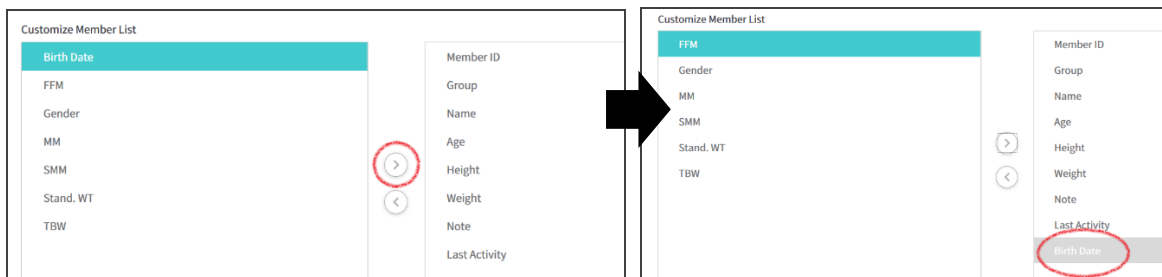 Customize Member List
Birth Date
FFM
Gender
MM
SMM
Stand. WT
TBW
Member ID
Group
Name
Age
Height
Weight
Note
Last Activity
Customize Member List
FFM
Gender
MM
SMM
Stand. WT
TBW
Member ID
Group
Name
Age
Height
Weight
Note
Last Activity
Birth Date